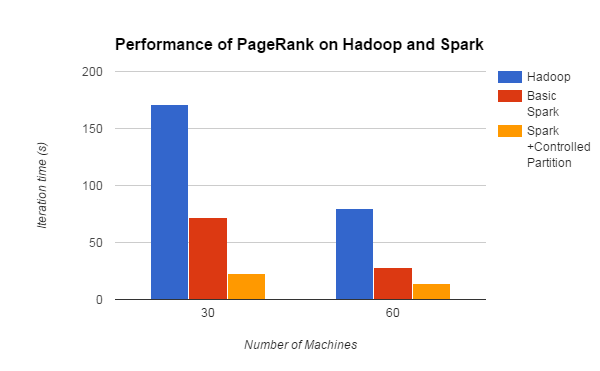 Performance of PageRank on Hadoop and Spark
200
150
100
50
0
Iteration time (s)
30
60
Number of Machines
Hadoop
Basic
Spark
Spark
+Controlled
Partition